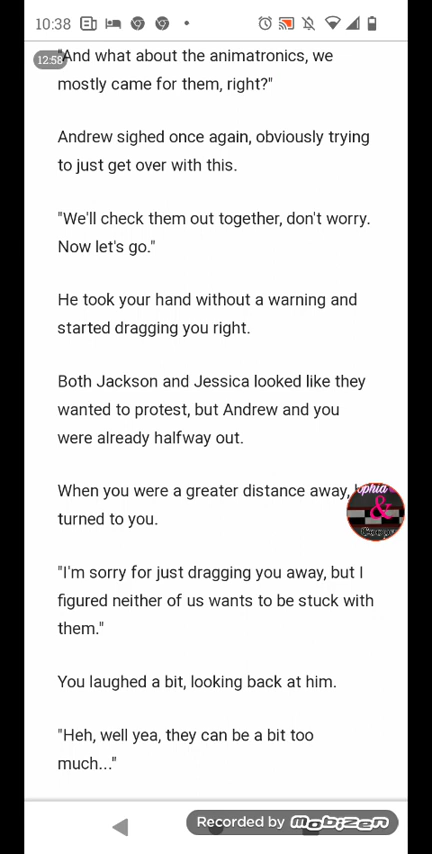 10:38
12:58
"And what about the animatronics, we
mostly came for them, right?"
Andrew sighed once again, obviously trying
to just get over with this.
"We'll check them out together, don't worry.
Now let's go."
He took your hand without a warning and
started dragging you right.
Both Jackson and Jessica looked like they
wanted to protest, but Andrew and you
were already halfway out.
When you were a greater distance away,
turned to you.
&
"I'm sorry for just dragging you away, but I
figured neither of us wants to be stuck with
them."
You laughed a bit, looking back at him.
"Heh, well yea, they can be a bit too
much..."
Recorded by mobizen